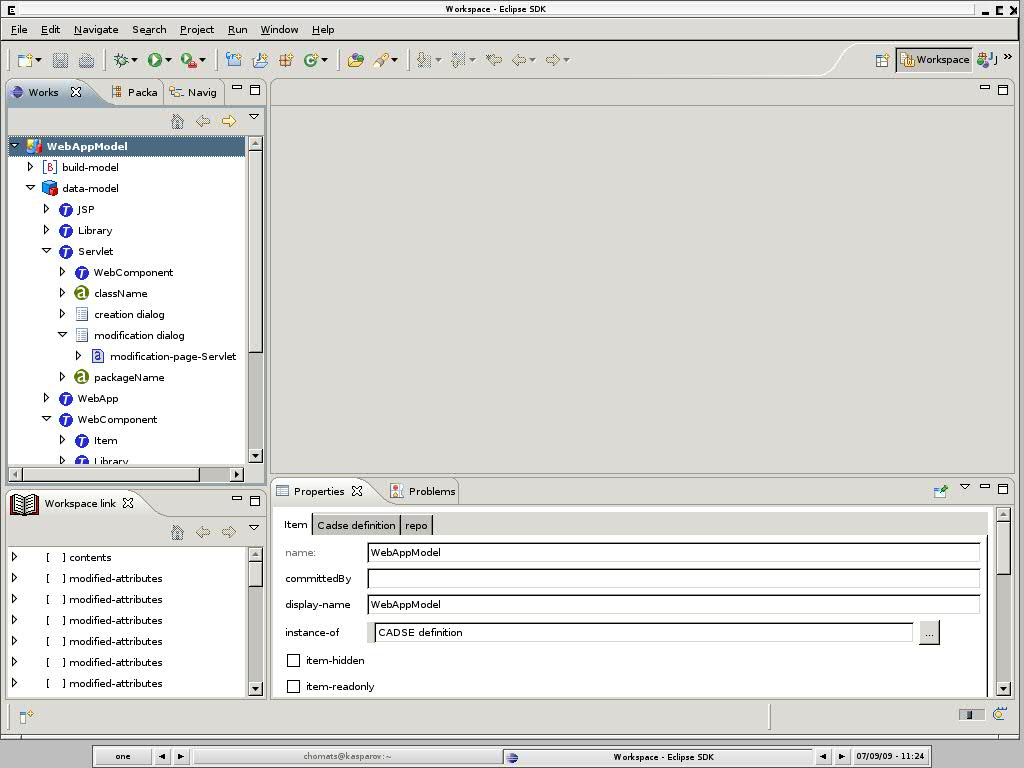 Workspace - Eclipse SDK
File Edit Navigate Search Project Run Window Help
Workspace J »
Works Packa Navig
WebAppModel
[B] build-model
data-model
T JSP
T Library
T Servlet
T WebComponent
a className
creation dialog
modification dialog
a modification-page-Servlet
a packageName
T WebApp
T WebComponent
T Item
T Library
Workspace link
[ ] contents
[ ] modified-attributes
[ ] modified-attributes
[ ] modified-attributes
[ ] modified-attributes
[ ] modified-attributes
[ ] modified-attributes
Properties Problems
Item Cadse definition repo
name: WebAppModel
committedBy
display-name WebAppModel
instance-of CADSE definition ...
item-hidden
item-readonly
one chomats@kasparov:~ Workspace - Eclipse SDK 07/09/09 - 11:24